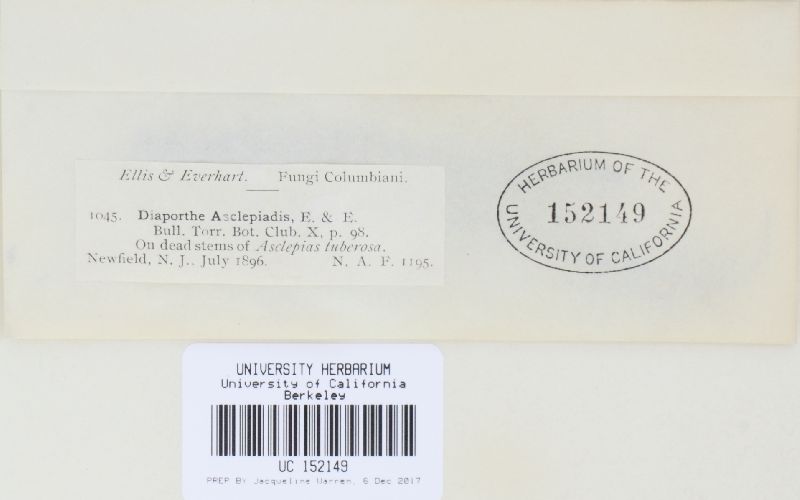 Ellis & Everhart. Fungi Columbiani.
1045. Diaporthe Asclepiadis, E. & E.
Bull. Torr. Bot. Club. X, p. 98.
On dead stems of Asclepias tuberosa.
Newfield, N. J., July 1896. N. A. F. 1195.
HERBARIUM OF THE
152149
UNIVERSITY OF CALIFORNIA
UNIVERSITY HERBARIUM
University of California
Berkeley
UC 152149
PREP BY Jacqueline Warren, 6 Dec 2017